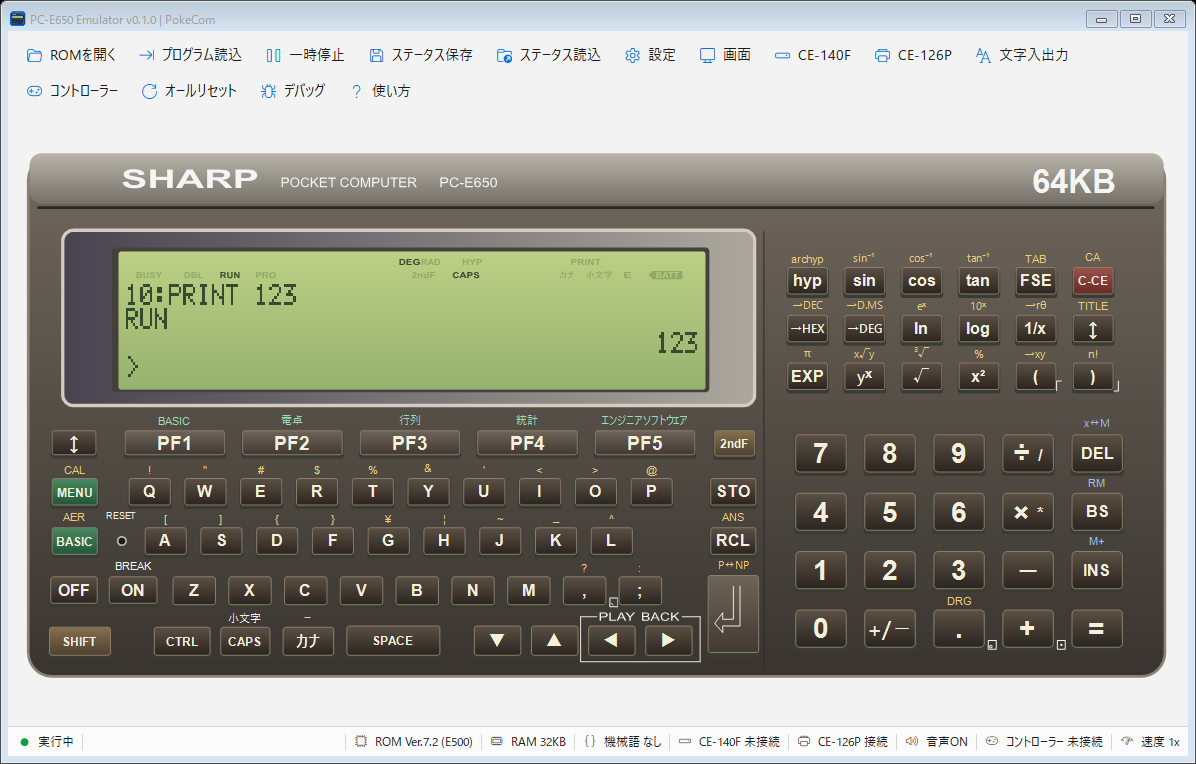 PC-E650 Emulator v0.1.0 | PokeCom
ROMを開く プログラム読込 一時停止 ステータス保存 ステータス読込 設定 画面 CE-140F CE-126P 文字入出力
コントローラー オールリセット デバッグ ? 使い方
SHARP POCKET COMPUTER PC-E650 64KB
DEG RAD HYP PRINT
BUSY DBL RUN PRO 2ndF CAPS カナ 小文字 E BATT
10:PRINT 123
RUN
123
>
archyp sin⁻¹ cos⁻¹ tan⁻¹ TAB CA
hyp sin cos tan FSE C-CE
→DEC →D.MS eˣ 10ˣ →rθ TITLE
→HEX →DEG ln log 1/x ↕
π x√y ³√ % →xy n!
EXP yˣ √ x² ( )
BASIC 電卓 行列 統計 エンジニアソフトウェア
↕ PF1 PF2 PF3 PF4 PF5 2ndF
CAL ! " # $ % & ' < > @
MENU Q W E R T Y U I O P STO
AER RESET [ ] { } ¥ ¦ ~ _ ^ ANS
BASIC A S D F G H J K L RCL
BREAK ? : P↔NP
OFF ON Z X C V B N M , ;
小文字 – PLAY BACK
SHIFT CTRL CAPS カナ SPACE ▼ ▲ ◀ ▶
x↔M
7 8 9 ÷ / DEL
RM
4 5 6 × * BS
M+
1 2 3 − INS
DRG
0 +/− . + =
実行中 ROM Ver.7.2 (E500) RAM 32KB 機械語 なし CE-140F 未接続 CE-126P 接続 音声ON コントローラー 未接続 速度 1x